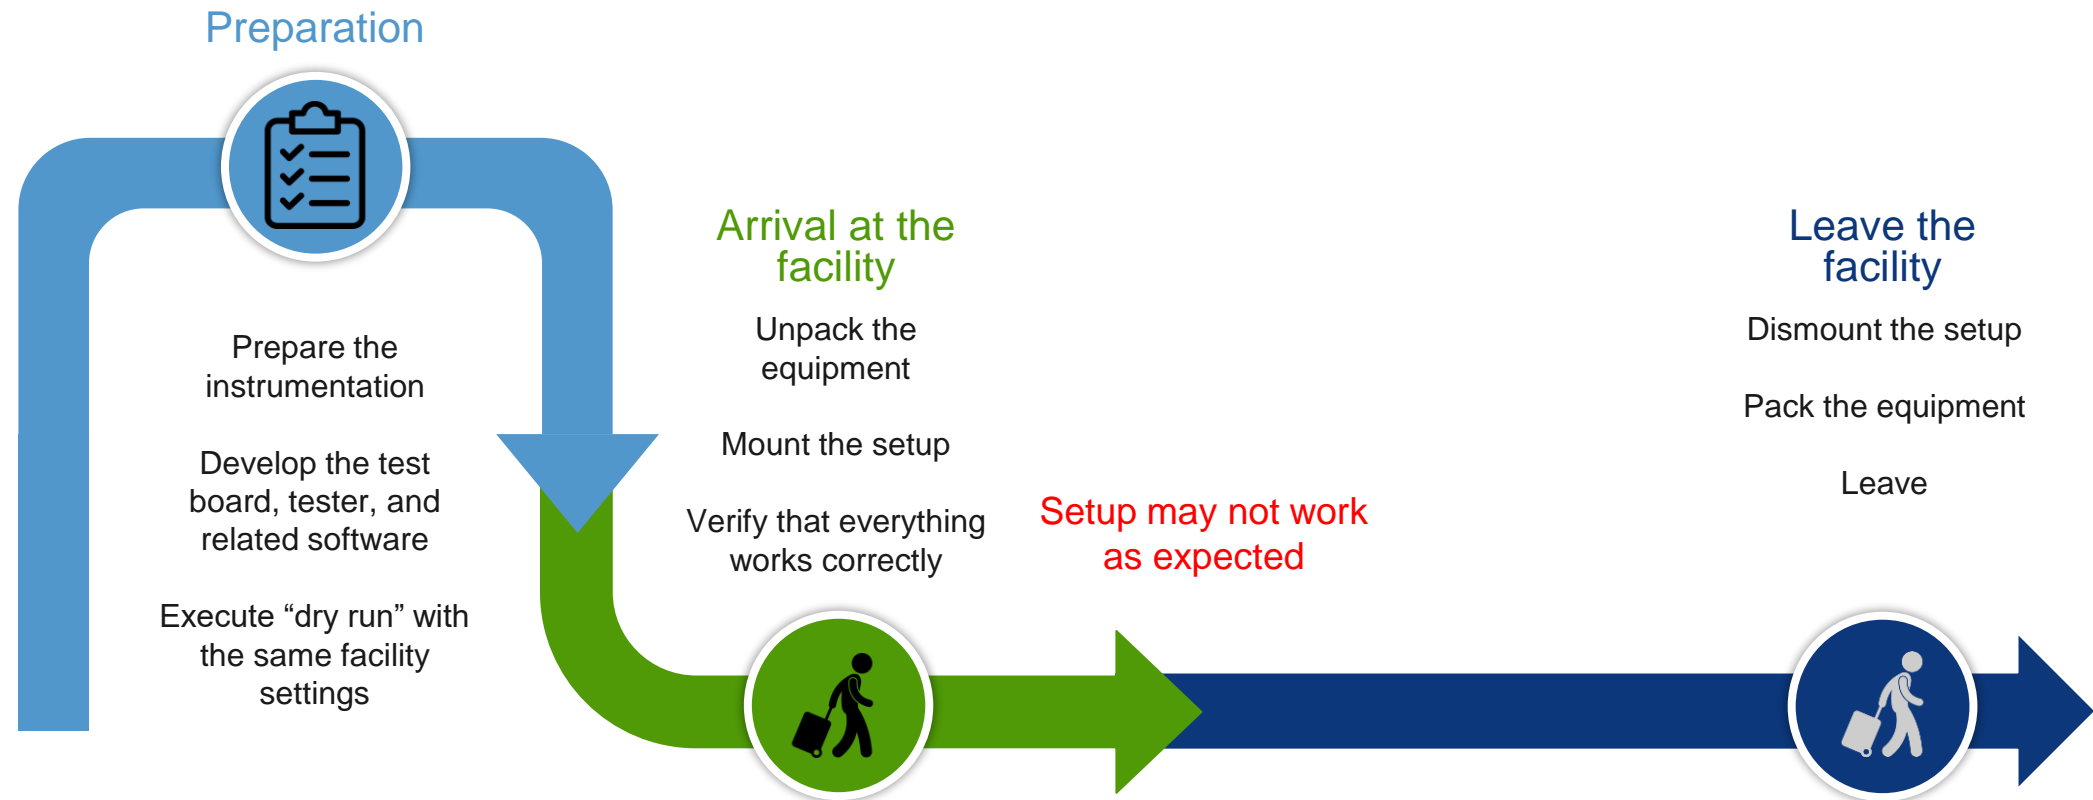 Preparation
Prepare the
instrumentation
Develop the test
board, tester, and
related software
Execute “dry run” with
the same facility
settings
Arrival at the
facility
Unpack the
equipment
Mount the setup
Verify that everything
works correctly
Setup may not work
as expected
Leave the
facility
Dismount the setup
Pack the equipment
Leave